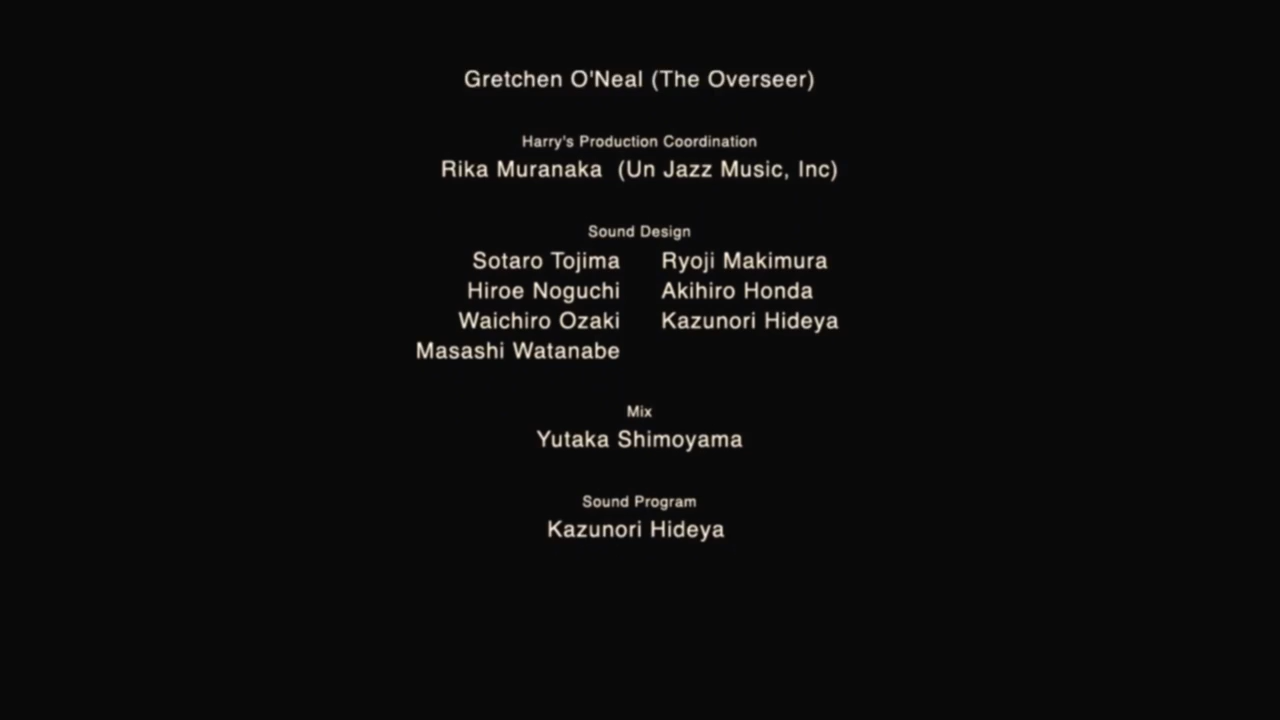 Gretchen O'Neal (The Overseer)
Harry's Production Coordination
Rika Muranaka (Un Jazz Music, Inc)
Sound Design
Sotaro Tojima Ryoji Makimura
Hiroe Noguchi Akihiro Honda
Waichiro Ozaki Kazunori Hideya
Masashi Watanabe
Mix
Yutaka Shimoyama
Sound Program
Kazunori Hideya